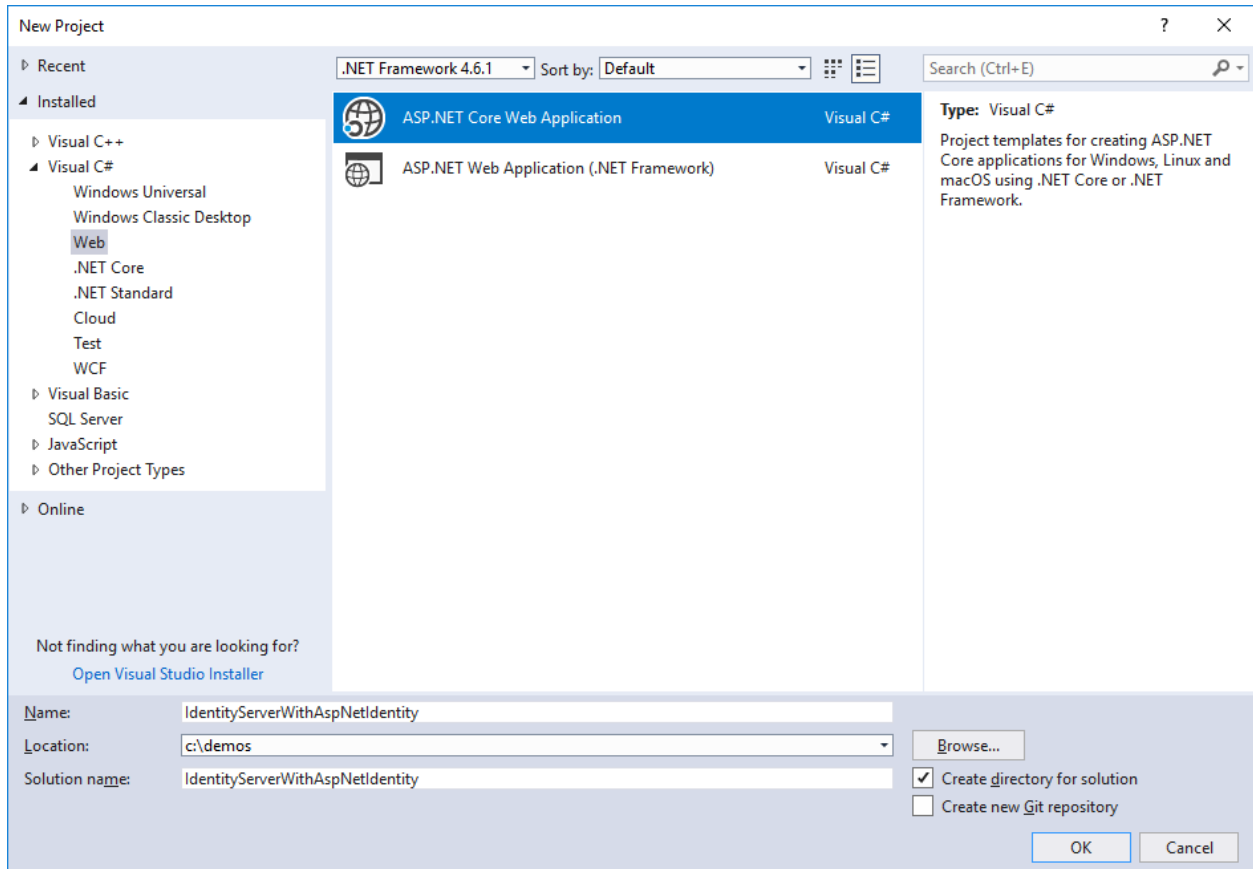 New Project
?
Recent
.NET Framework 4.6.1
Sort by: Default
Search (Ctrl+E)
Installed
Visual C++
Visual C#
Windows Universal
Windows Classic Desktop
Web
.NET Core
.NET Standard
Cloud
Test
WCF
Visual Basic
SQL Server
JavaScript
Other Project Types
Online
Not finding what you are looking for?
Open Visual Studio Installer
ASP.NET Core Web Application Visual C#
ASP.NET Web Application (.NET Framework) Visual C#
Type: Visual C#
Project templates for creating ASP.NET
Core applications for Windows, Linux and
macOS using .NET Core or .NET
Framework.
Name: IdentityServerWithAspNetIdentity
Location: c:\demos
Browse...
Solution name: IdentityServerWithAspNetIdentity
Create directory for solution
Create new Git repository
OK
Cancel